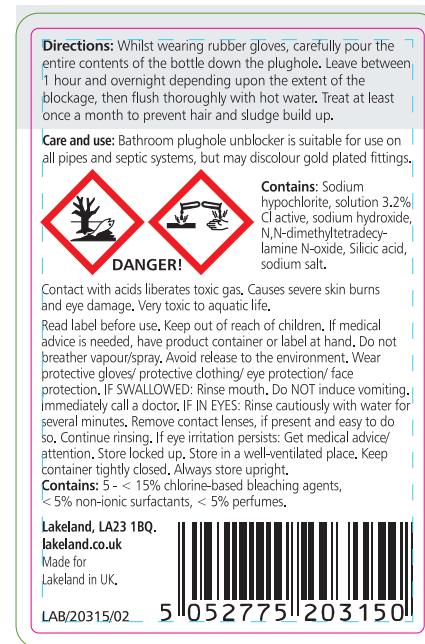 Directions: Whilst wearing rubber gloves, carefully pour the
entire contents of the bottle down the plughole. Leave between
1 hour and overnight depending upon the extent of the
blockage, then flush thoroughly with hot water. Treat at least
once a month to prevent hair and sludge build up.
Care and use: Bathroom plughole unblocker is suitable for use on
all pipes and septic systems, but may discolour gold plated fittings.
Contains: Sodium
hypochlorite, solution 3.2%
Cl active, sodium hydroxide,
N,N-dimethyltetradecy-
lamine N-oxide, Silicic acid,
sodium salt.
DANGER!
Contact with acids liberates toxic gas. Causes severe skin burns
and eye damage. Very toxic to aquatic life.
Read label before use. Keep out of reach of children. If medical
advice is needed, have product container or label at hand. Do not
breather vapour/spray. Avoid release to the environment. Wear
protective gloves/ protective clothing/ eye protection/ face
protection. IF SWALLOWED: Rinse mouth. Do NOT induce vomiting.
immediately call a doctor. IF IN EYES: Rinse cautiously with water for
several minutes. Remove contact lenses, if present and easy to do
so. Continue rinsing. If eye irritation persists: Get medical advice/
attention. Store locked up. Store in a well-ventilated place. Keep
container tightly closed. Always store upright.
Contains: 5 - < 15% chlorine-based bleaching agents,
< 5% non-ionic surfactants, < 5% perfumes.
Lakeland, LA23 1BQ.
lakeland.co.uk
Made for
Lakeland in UK.
LAB/20315/02
5 052775 203150